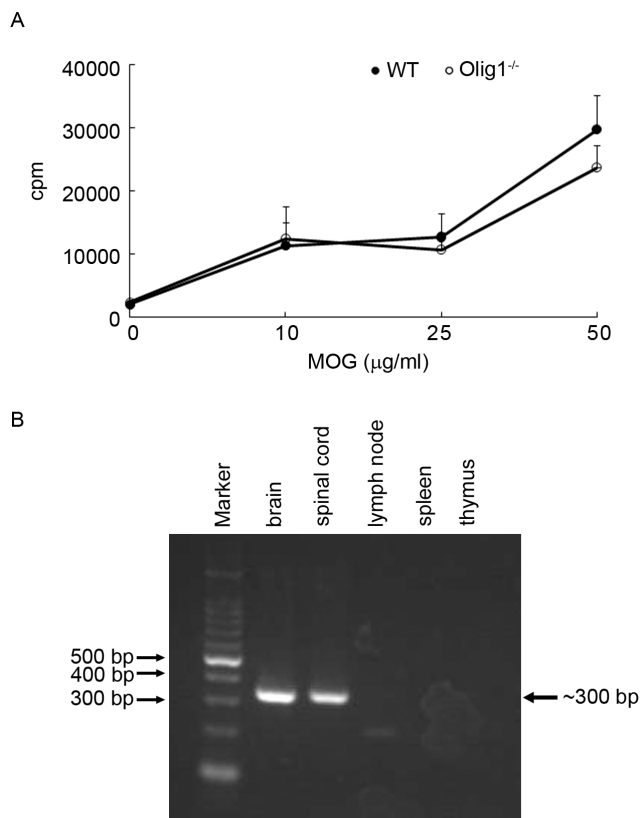 A
40000
30000
20000
10000
0
cpm
WT
Olig1-/-
0
10
25
50
MOG (μg/ml)
B
Marker
brain
spinal cord
lymph node
spleen
thymus
500 bp
400 bp
300 bp
~300 bp